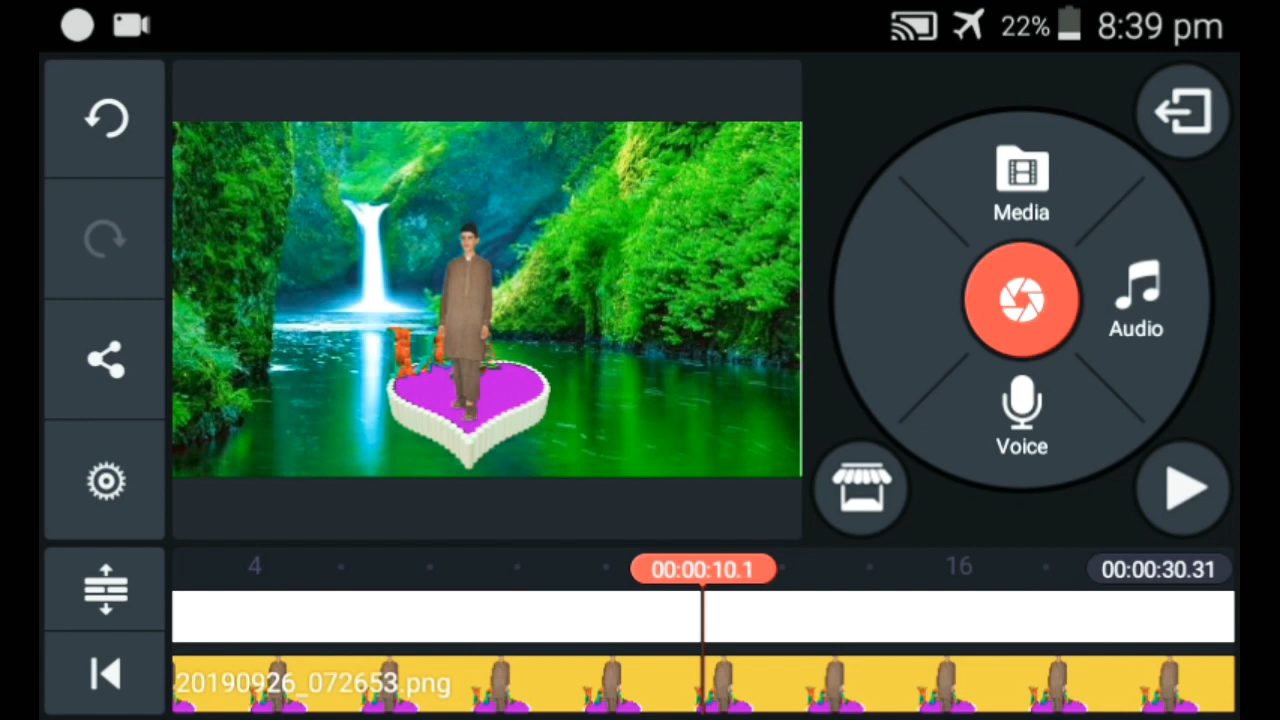 22%
8:39 pm
Media
Audio
Voice
4
00:00:10.1
16
00:00:30.31
20190926_072653.png